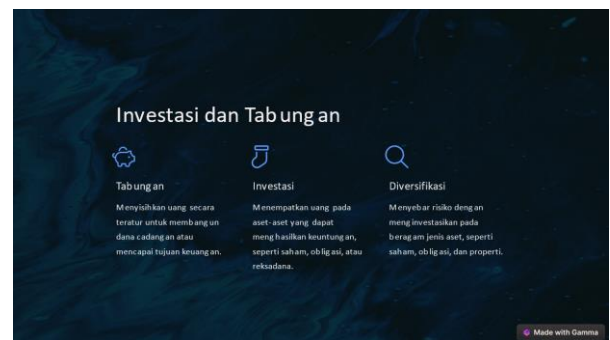 Investasi dan Tabungan
Tabungan
Menyisihkan uang secara
teratur untuk membangun
dana cadangan atau
mencapai tujuan keuangan.
Investasi
Menempatkan uang pada
aset-aset yang dapat
menghasilkan keuntungan,
seperti saham, obligasi, atau
reksadana.
Diversifikasi
Menyebar risiko dengan
menginvestasikan pada
beragam jenis aset, seperti
saham, obligasi, dan properti.
Made with Gamma